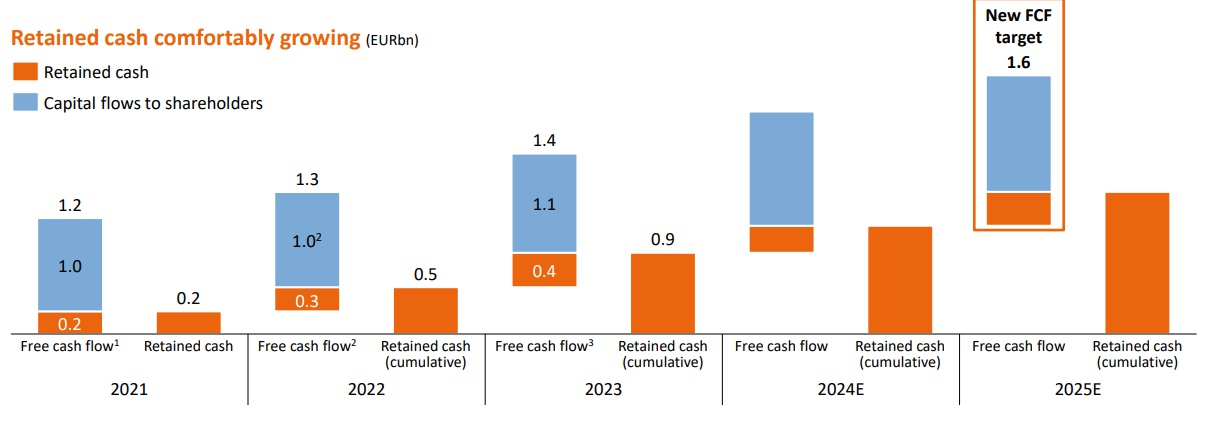 New FCF
target
Retained cash comfortably growing (EURbn)
1.6
Retained cash
Capital flows to shareholders
1.4
1.3
1.2
1.1
1.0²
0.9
1.0
0.5
0.4
0.2
0.3
0.2
Free cash flow¹ Retained cash Free cash flow² Retained cash Free cash flow³ Retained cash Free cash flow Retained cash Free cash flow Retained cash
(cumulative) (cumulative) (cumulative) (cumulative)
2021 2022 2023 2024E 2025E